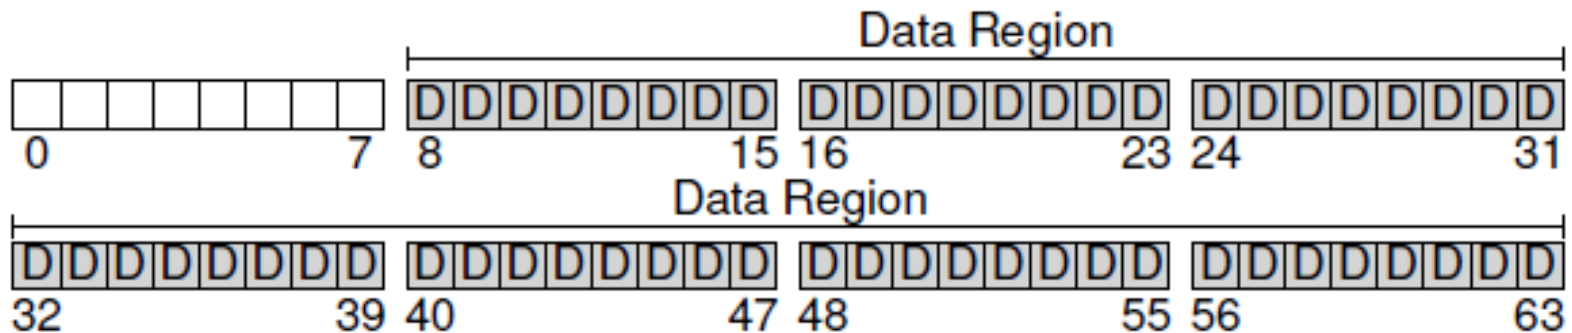 Data Region
D D D D D D D D D D D D D D D D D D D D D D D D
0 7 8 15 16 23 24 31
Data Region
D D D D D D D D D D D D D D D D D D D D D D D D D D D D D D D D
32 39 40 47 48 55 56 63